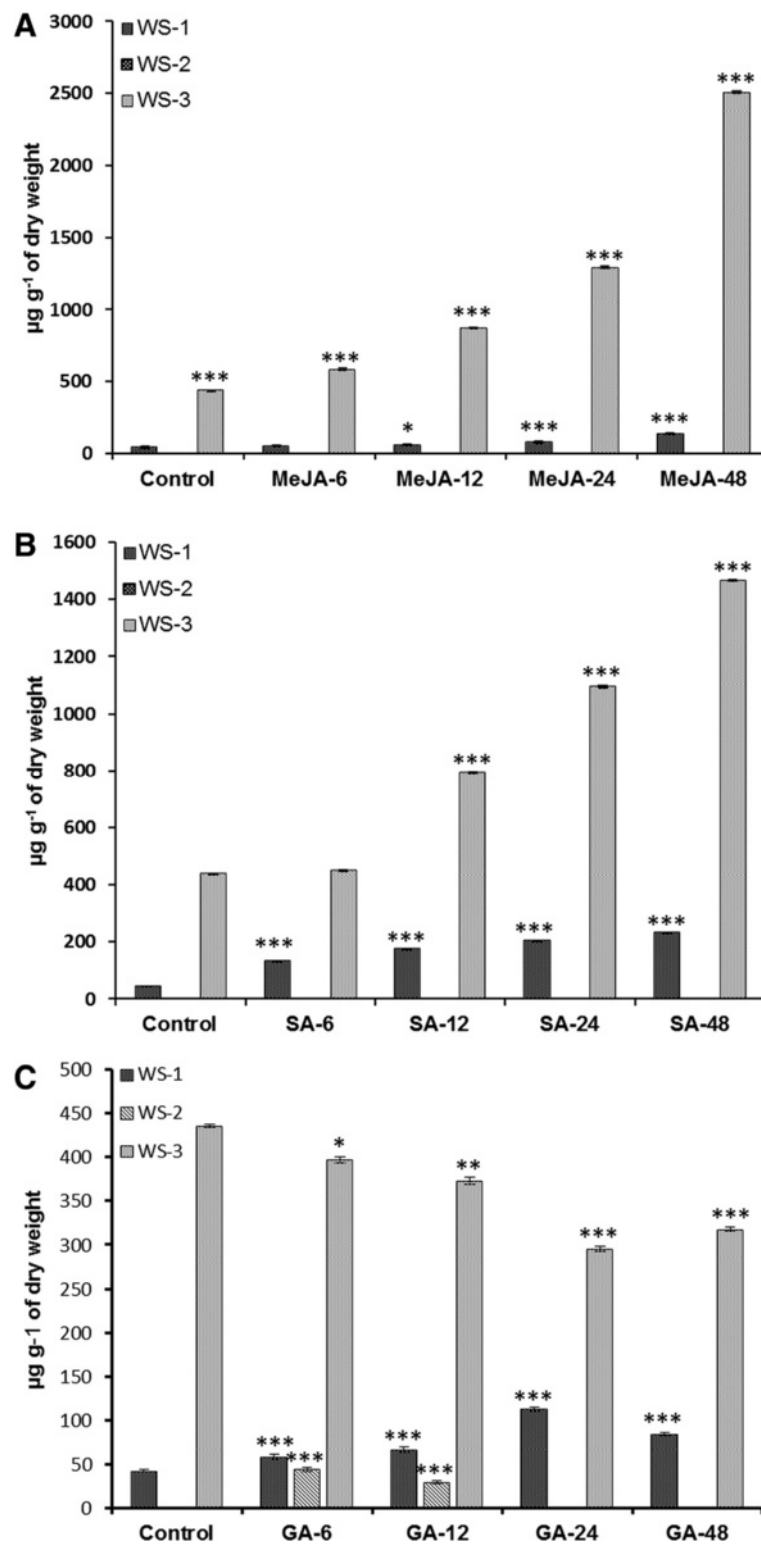 A
3000
2500
2000
1500
1000
500
0
µg g⁻¹ of dry weight
WS-1
WS-2
WS-3
***
***
*
***
***
***
***
***
Control MeJA-6 MeJA-12 MeJA-24 MeJA-48
B
1600
1400
1200
1000
800
600
400
200
0
µg g⁻¹ of dry weight
WS-1
WS-2
WS-3
***
***
***
***
***
***
***
Control SA-6 SA-12 SA-24 SA-48
C
500
450
400
350
300
250
200
150
100
50
0
µg g-1 of dry weight
WS-1
WS-2
WS-3
***
***
*
***
***
**
***
***
***
***
Control GA-6 GA-12 GA-24 GA-48